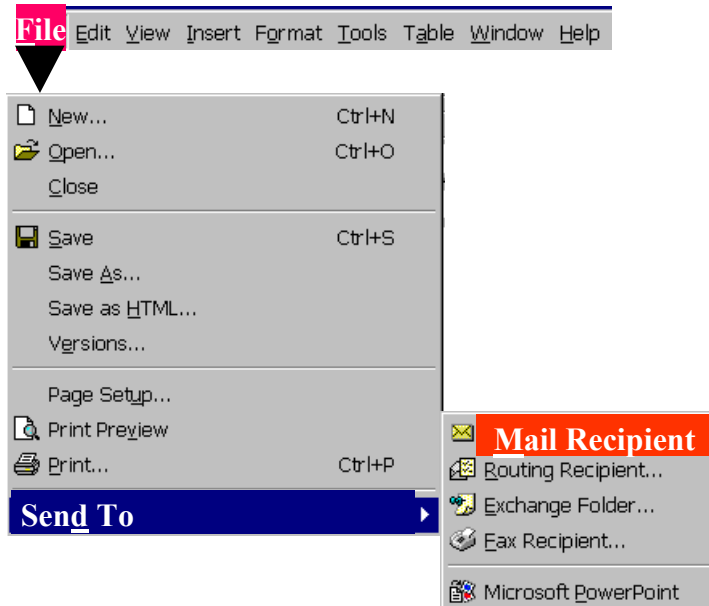 File Edit View Insert Format Tools Table Window Help
New... Ctrl+N
Open... Ctrl+O
Close
Save Ctrl+S
Save As...
Save as HTML...
Versions...
Page Setup...
Print Preview
Print... Ctrl+P
Send To
Mail Recipient
Routing Recipient...
Exchange Folder...
Fax Recipient...
Microsoft PowerPoint